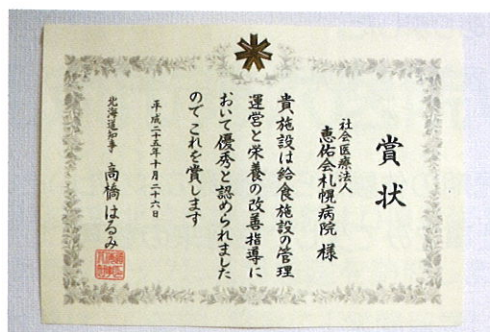 賞状
社会医療法人
恵佑会札幌病院 様
貴施設は給食施設の管理
運営と栄養の改善指導に
おいて優秀と認められました
のでこれを賞します
平成二十五年十月二十六日
北海道知事 高橋はるみ